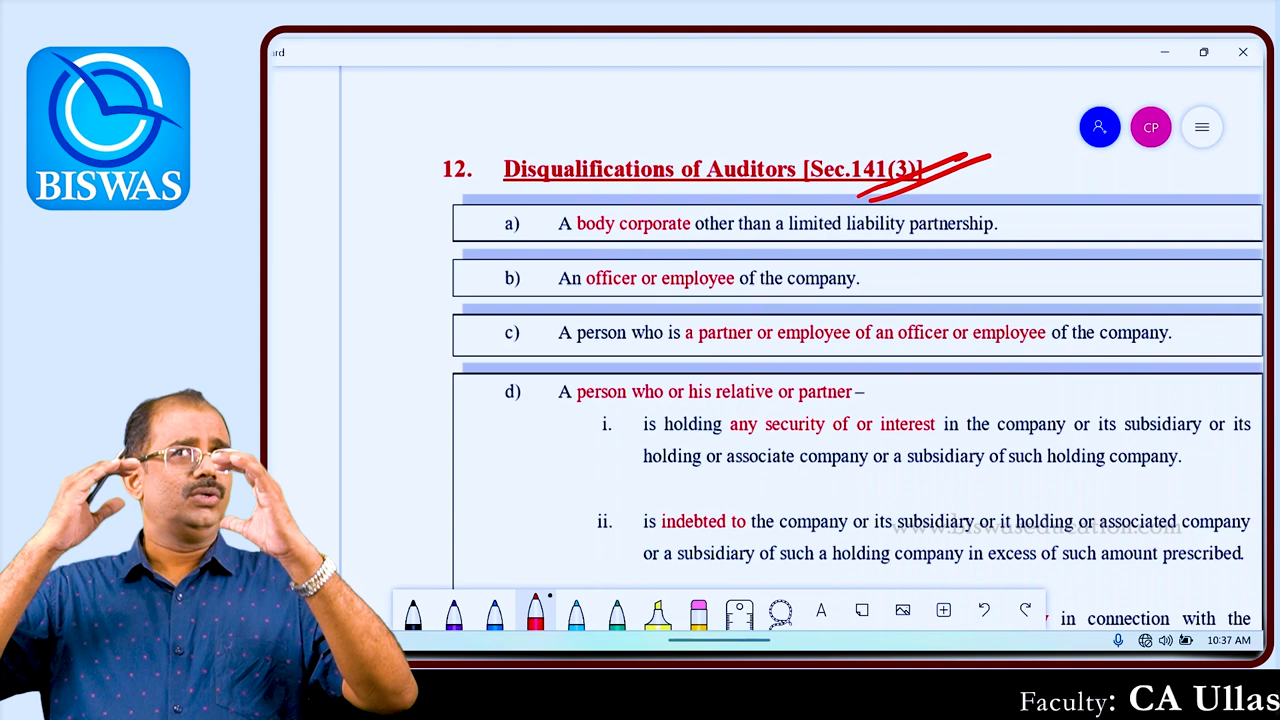 BISWAS
ard
CP
12. Disqualifications of Auditors [Sec.141(3)]
a) A body corporate other than a limited liability partnership.
b) An officer or employee of the company.
c) A person who is a partner or employee of an officer or employee of the company.
d) A person who or his relative or partner –
i. is holding any security of or interest in the company or its subsidiary or its
holding or associate company or a subsidiary of such holding company.
ii. is indebted to the company or its subsidiary or it holding or associated company
www.biswaseducation.com
or a subsidiary of such a holding company in excess of such amount prescribed.
in connection with the
A
10:37 AM
Faculty: CA Ullas